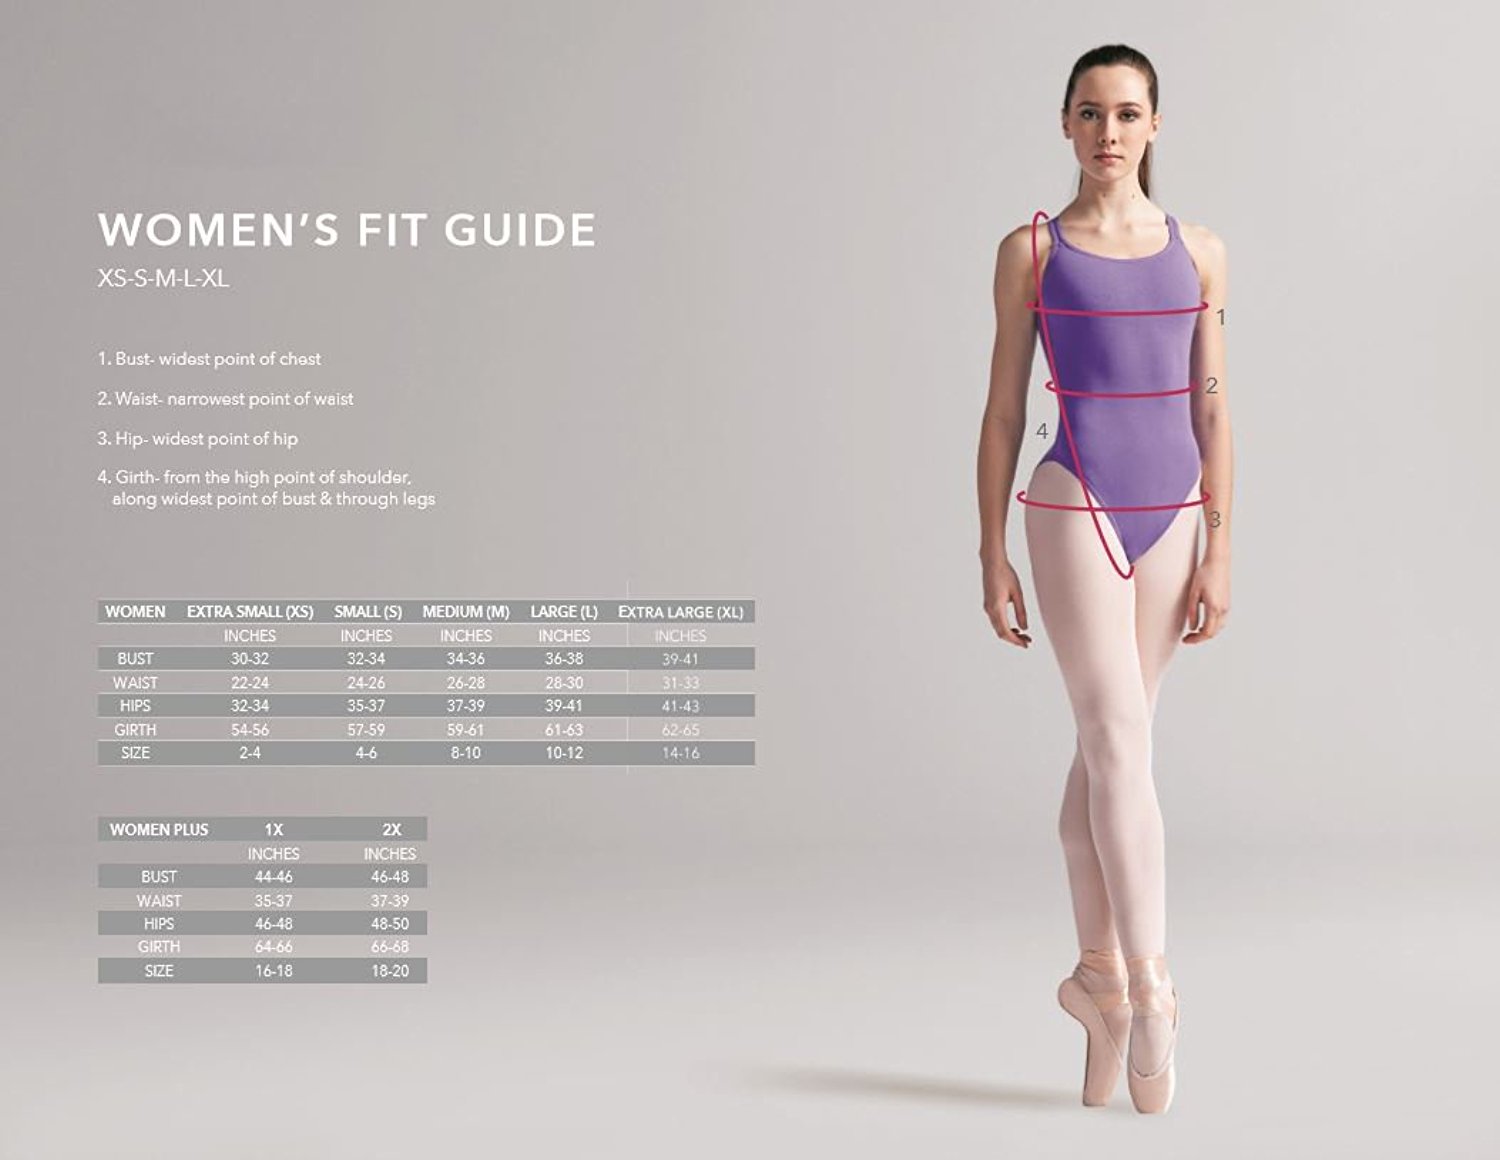 WOMEN'S FIT GUIDE
XS-S-M-L-XL
1. Bust- widest point of chest
2. Waist- narrowest point of waist
3. Hip- widest point of hip
4. Girth- from the high point of shoulder,
along widest point of bust & through legs
WOMEN EXTRA SMALL (XS) SMALL (S) MEDIUM (M) LARGE (L) EXTRA LARGE (XL)
INCHES INCHES INCHES INCHES INCHES
BUST 30-32 32-34 34-36 36-38 39-41
WAIST 22-24 24-26 26-28 28-30 31-33
HIPS 32-34 35-37 37-39 39-41 41-43
GIRTH 54-56 57-59 59-61 61-63 62-65
SIZE 2-4 4-6 8-10 10-12 14-16
WOMEN PLUS 1X 2X
INCHES INCHES
BUST 44-46 46-48
WAIST 35-37 37-39
HIPS 46-48 48-50
GIRTH 64-66 66-68
SIZE 16-18 18-20
1
2
4
3